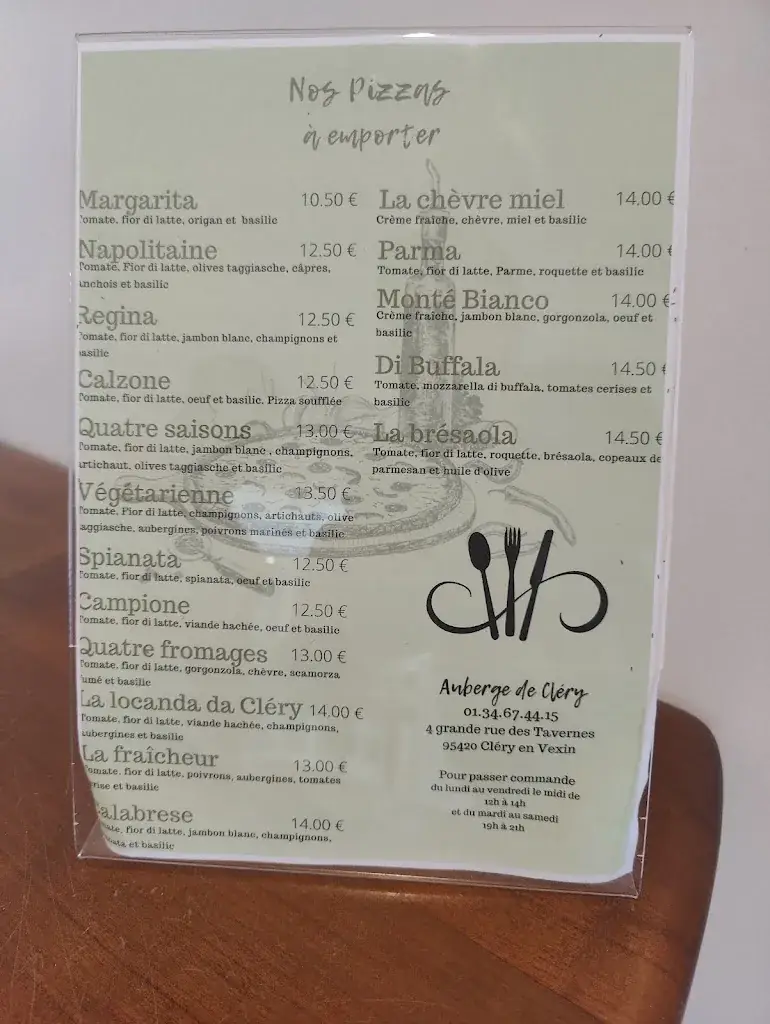 Nos Pizzas
à emporter
Margarita 10.50 €
Tomate, fior di latte, origan et basilic
Napolitaine 12.50 €
Tomate, Fior di latte, olives taggiasche, câpres,
anchois et basilic
Regina 12.50 €
Tomate, fior di latte, jambon blanc, champignons et
basilic
Calzone 12.50 €
Tomate, fior di latte, oeuf et basilic. Pizza soufflée
Quatre saisons 13.00 €
Tomate, fior di latte, jambon blanc , champignons,
artichaut, olives taggiasche et basilic
Végétarienne 13.50 €
Tomate, Fior di latte, champignons, artichauts, olive
taggiasche, aubergines, poivrons marinés et basilic
Spianata 12.50 €
Tomate, fior di latte, spianata, oeuf et basilic
Campione 12.50 €
Tomate, fior di latte, viande hachée, oeuf et basilic
Quatre fromages 13.00 €
Tomate, fior di latte, gorgonzola, chèvre, scamorza
fumé et basilic
La locanda da Cléry 14.00 €
Tomate, fior di latte, viande hachée, champignons,
aubergines et basilic
La fraîcheur 13.00 €
Tomate, fior di latte, poivrons, aubergines, tomates
cerise et basilic
Calabrese 14.00 €
Tomate, fior di latte, jambon blanc, champignons,
et basilic
La chèvre miel 14.00 €
Crème fraîche, chèvre, miel et basilic
Parma 14.00 €
Tomate, fior di latte, Parme, roquette et basilic
Monté Bianco 14.00 €
Crème fraîche, jambon blanc, gorgonzola, oeuf et
basilic
Di Buffala 14.50 €
Tomate, mozzarella di buffala, tomates cerises et
basilic
La brésaola 14.50 €
Tomate, fior di latte, roquette, brésaola, copeaux de
parmesan et huile d'olive
Auberge de Cléry
01.34.67.44.15
4 grande rue des Tavernes
95420 Cléry en Vexin
Pour passer commande
du lundi au vendredi le midi de
12h à 14h
et du mardi au samedi
19h à 21h